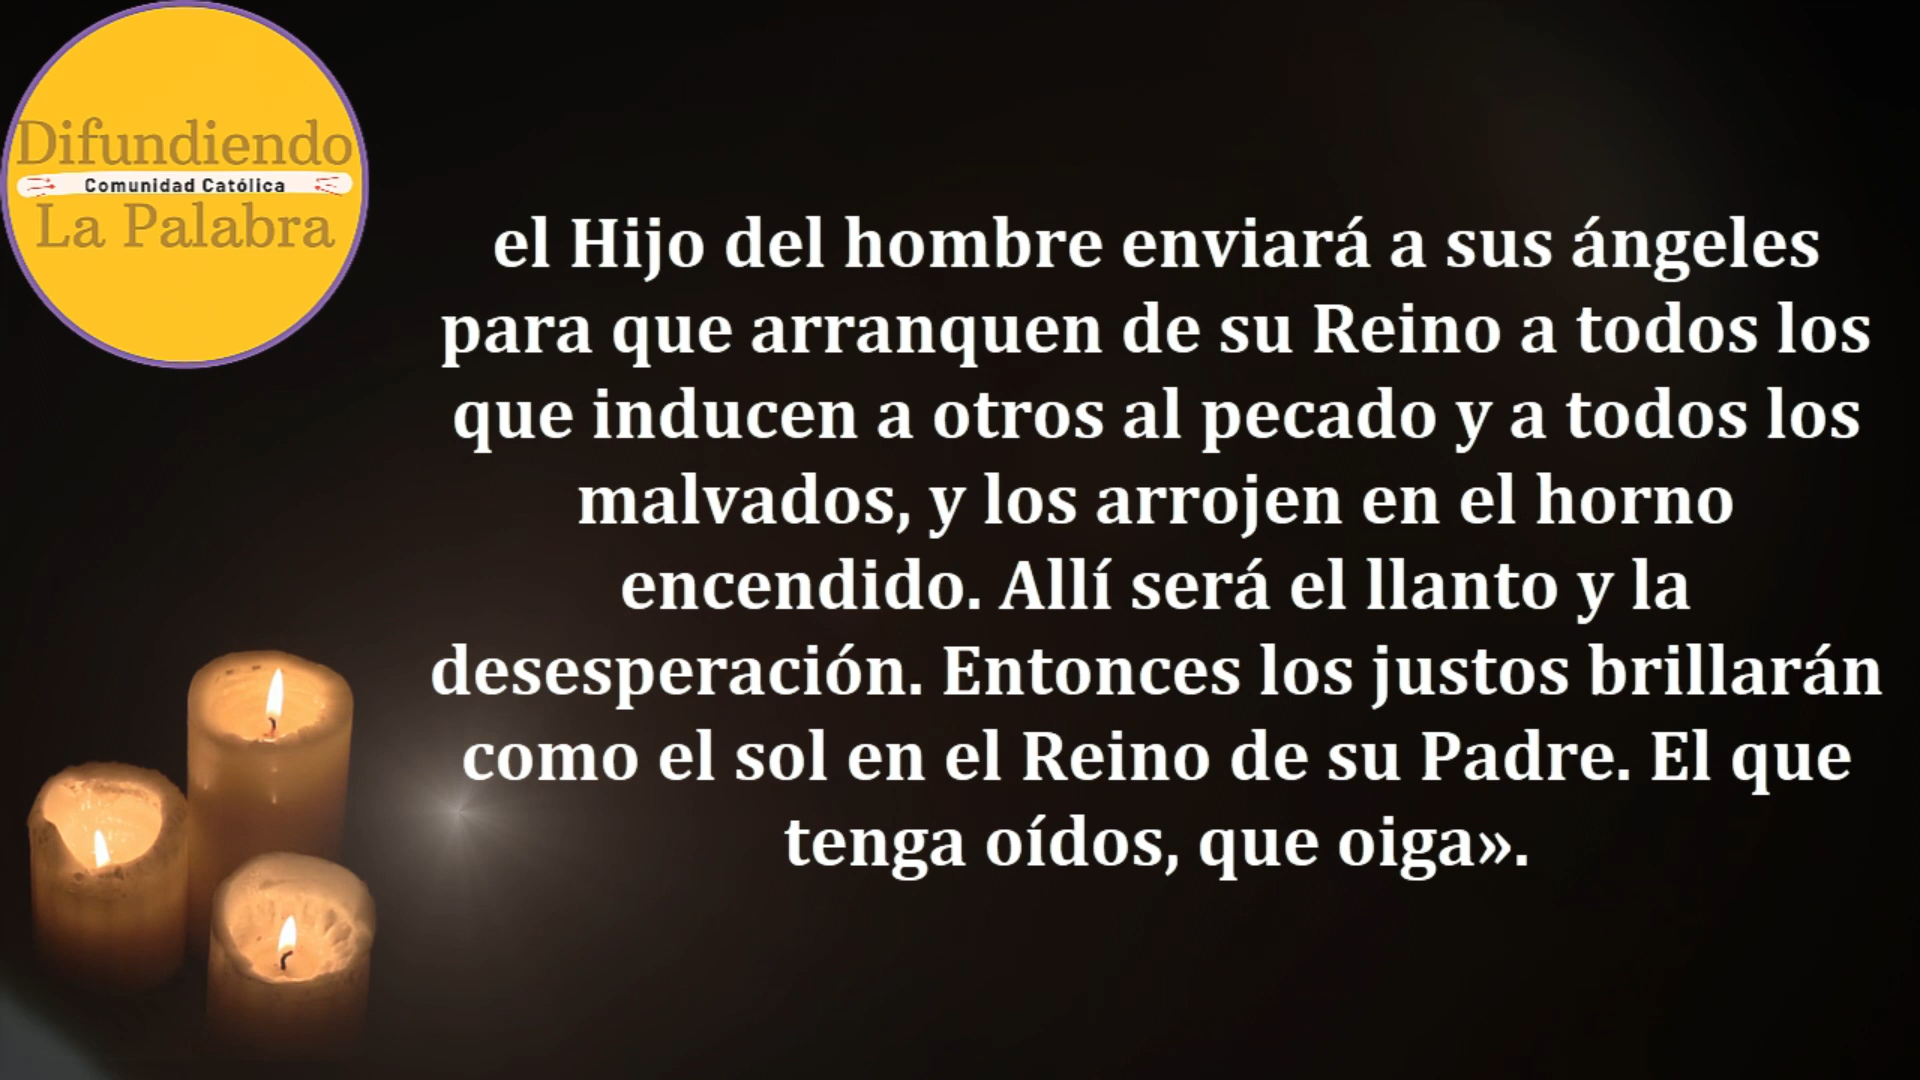 Difundiendo
Comunidad Católica
La Palabra
el Hijo del hombre enviará a sus ángeles
para que arranquen de su Reino a todos los
que inducen a otros al pecado y a todos los
malvados, y los arrojen en el horno
encendido. Allí será el llanto y la
desesperación. Entonces los justos brillarán
como el sol en el Reino de su Padre. El que
tenga oídos, que oiga».